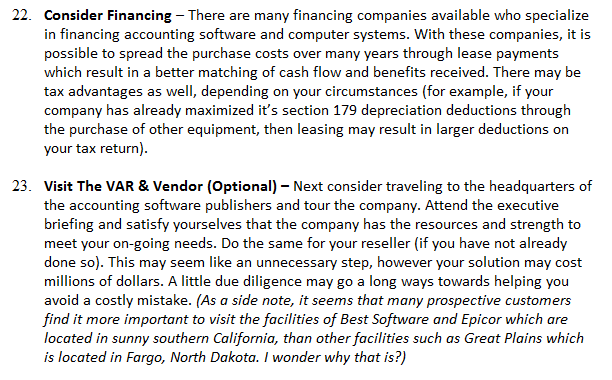 22. Consider Financing – There are many financing companies available who specialize
in financing accounting software and computer systems. With these companies, it is
possible to spread the purchase costs over many years through lease payments
which result in a better matching of cash flow and benefits received. There may be
tax advantages as well, depending on your circumstances (for example, if your
company has already maximized it's section 179 depreciation deductions through
the purchase of other equipment, then leasing may result in larger deductions on
your tax return).
23. Visit The VAR & Vendor (Optional) – Next consider traveling to the headquarters of
the accounting software publishers and tour the company. Attend the executive
briefing and satisfy yourselves that the company has the resources and strength to
meet your on-going needs. Do the same for your reseller (if you have not already
done so). This may seem like an unnecessary step, however your solution may cost
millions of dollars. A little due diligence may go a long ways towards helping you
avoid a costly mistake. (As a side note, it seems that many prospective customers
find it more important to visit the facilities of Best Software and Epicor which are
located in sunny southern California, than other facilities such as Great Plains which
is located in Fargo, North Dakota. I wonder why that is?)